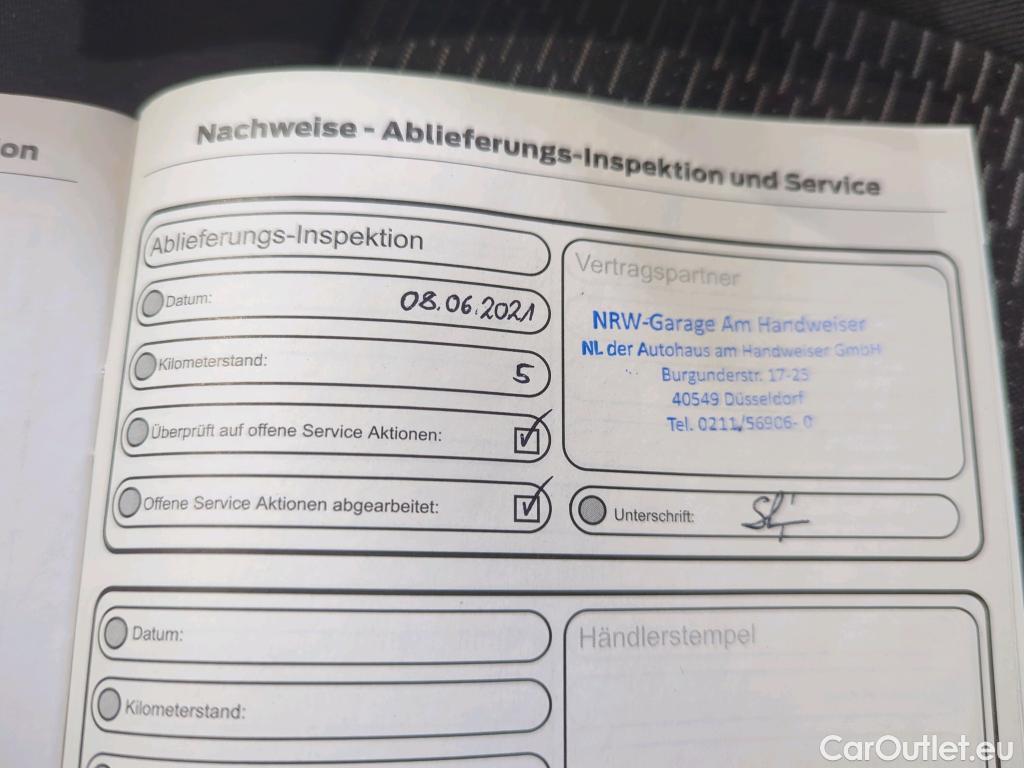 on
Nachweise - Ablieferungs-Inspektion und Service
Ablieferungs-Inspektion
Datum: 08.06.2021
Kilometerstand: 5
Überprüft auf offene Service Aktionen:
Offene Service Aktionen abgearbeitet:
Vertragspartner
NRW-Garage Am Handweiser
NL der Autohaus am Handweiser GmbH
Burgunderstr. 17-25
40549 Düsseldorf
Tel. 0211/56906- 0
Unterschrift:
Datum:
Kilometerstand:
Händlerstempel
CarOutlet.eu